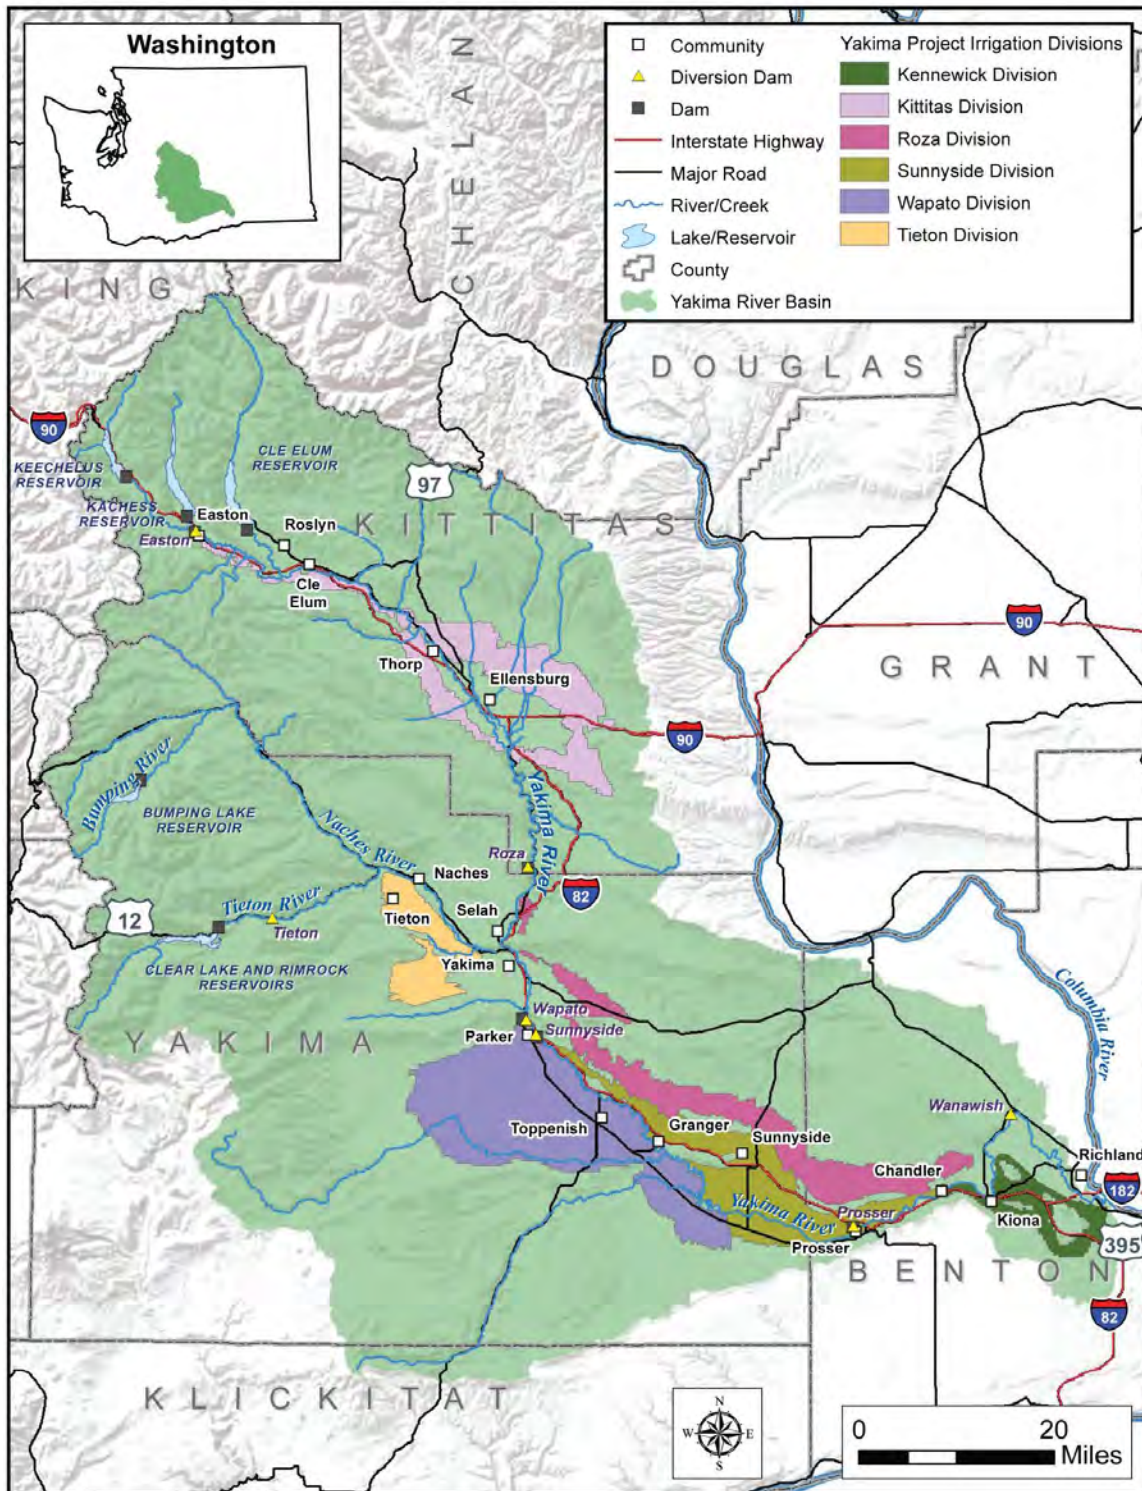 Washington
Community
Diversion Dam
Dam
Interstate Highway
Major Road
River/Creek
Lake/Reservoir
County
Yakima River Basin
Yakima Project Irrigation Divisions
Kennewick Division
Kittitas Division
Roza Division
Sunnyside Division
Wapato Division
Tieton Division
CHELAN
KING
DOUGLAS
90
KEECHELUS
RESERVOIR
CLE ELUM
RESERVOIR
97
KACHESS
RESERVOIR
Easton
Easton
Roslyn
KITTITAS
Cle
Elum
90
GRANT
Thorp
Ellensburg
90
Bumping River
BUMPING LAKE
RESERVOIR
Naches River
Yakima River
Roza
Naches
82
12
Tieton River
Tieton
Tieton
Selah
CLEAR LAKE AND RIMROCK
RESERVOIRS
Yakima
Columbia River
YAKIMA
Wapato
Parker
Sunnyside
Toppenish
Granger
Sunnyside
Wanawish
Richland
Chandler
182
Yakima River
Prosser
Kiona
Prosser
395
BENTON
82
KLICKITAT
N
W
E
S
0
20
Miles